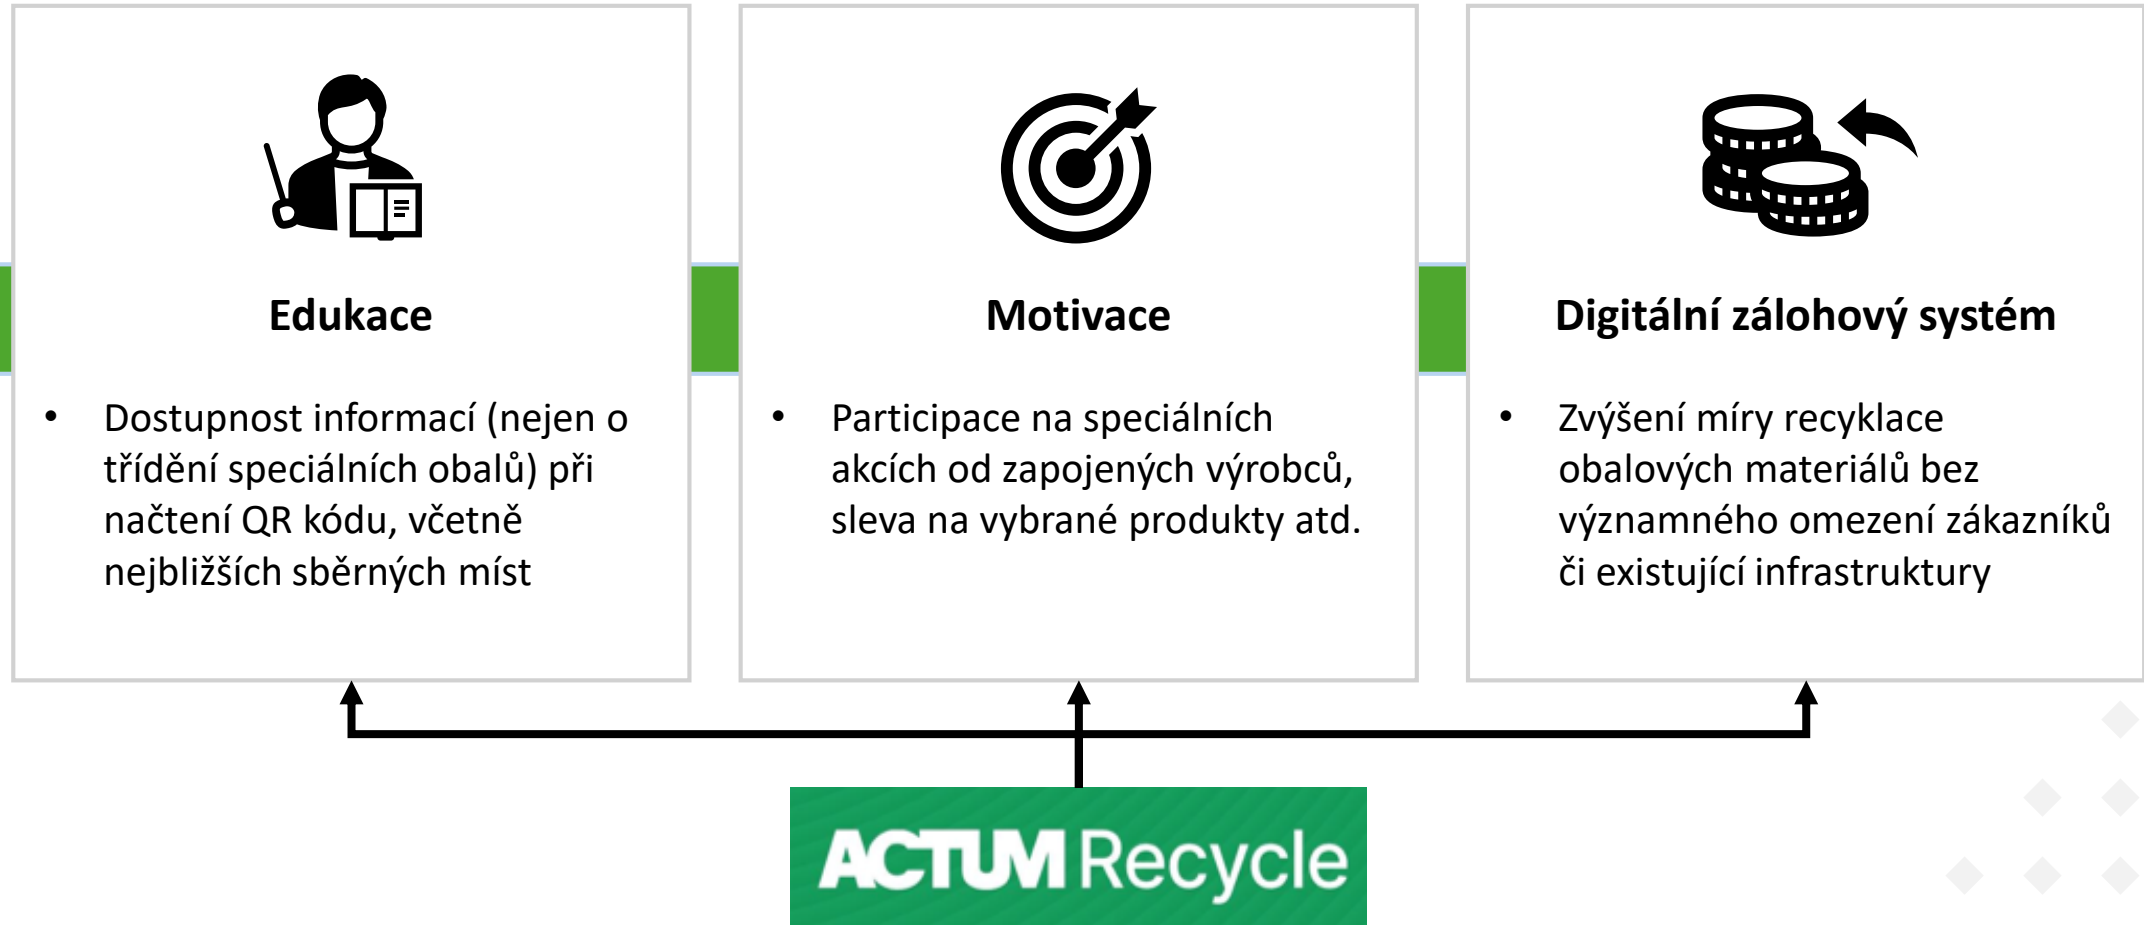 Edukace
• Dostupnost informací (nejen o
třídění speciálních obalů) při
načtení QR kódu, včetně
nejbližších sběrných míst
Motivace
• Participace na speciálních
akcích od zapojených výrobců,
sleva na vybrané produkty atd.
Digitální zálohový systém
• Zvýšení míry recyklace
obalových materiálů bez
významného omezení zákazníků
či existující infrastruktury
ACTUM Recycle